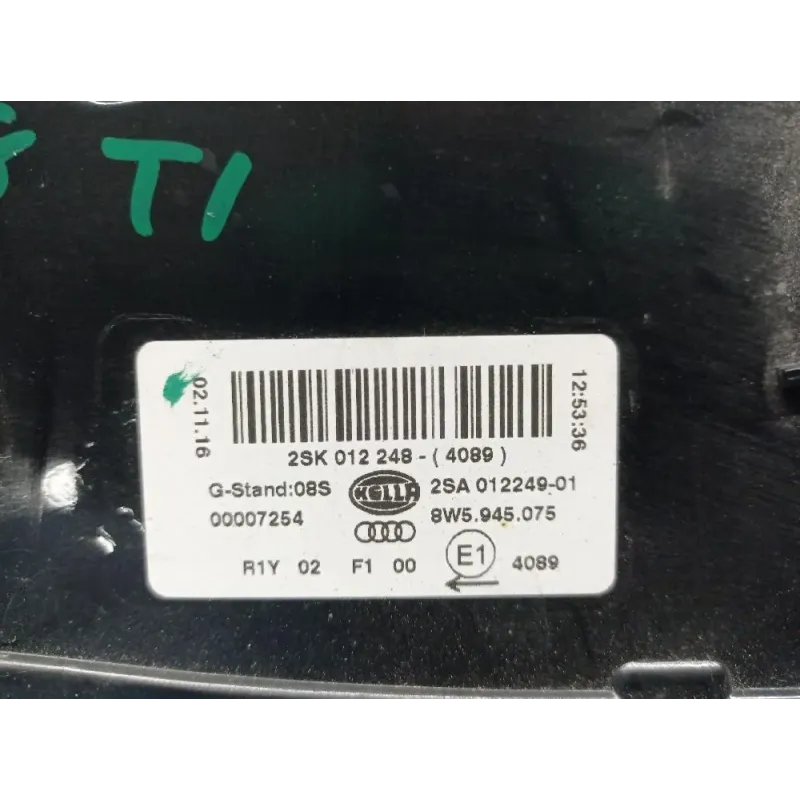 TI
02.11.16
12:53:36
2SK 012 248 - ( 4089 )
G-Stand:08S HELLA 2SA 012249-01
00007254 8W5.945.075
R1Y 02 F1 00 E1 4089